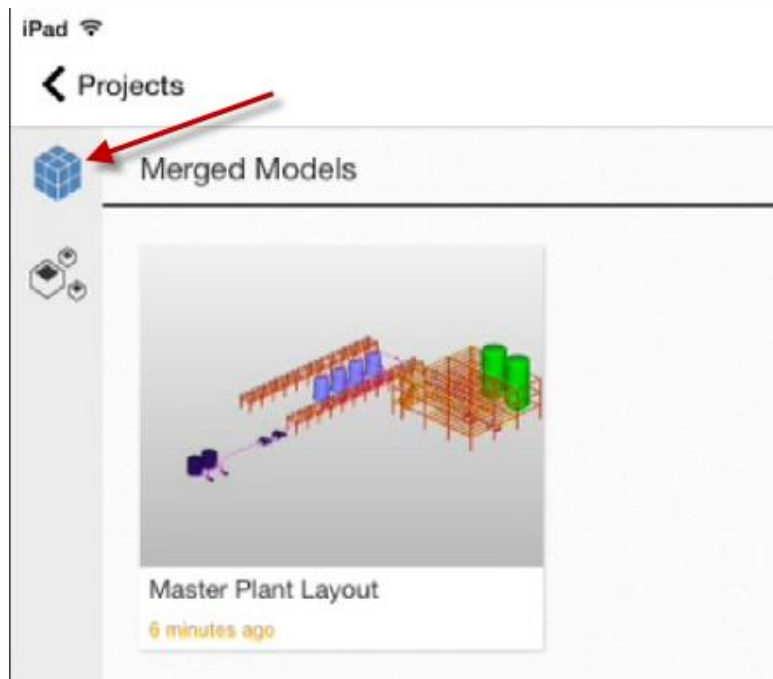 iPad
Projects
Merged Models
Master Plant Layout
6 minutes ago